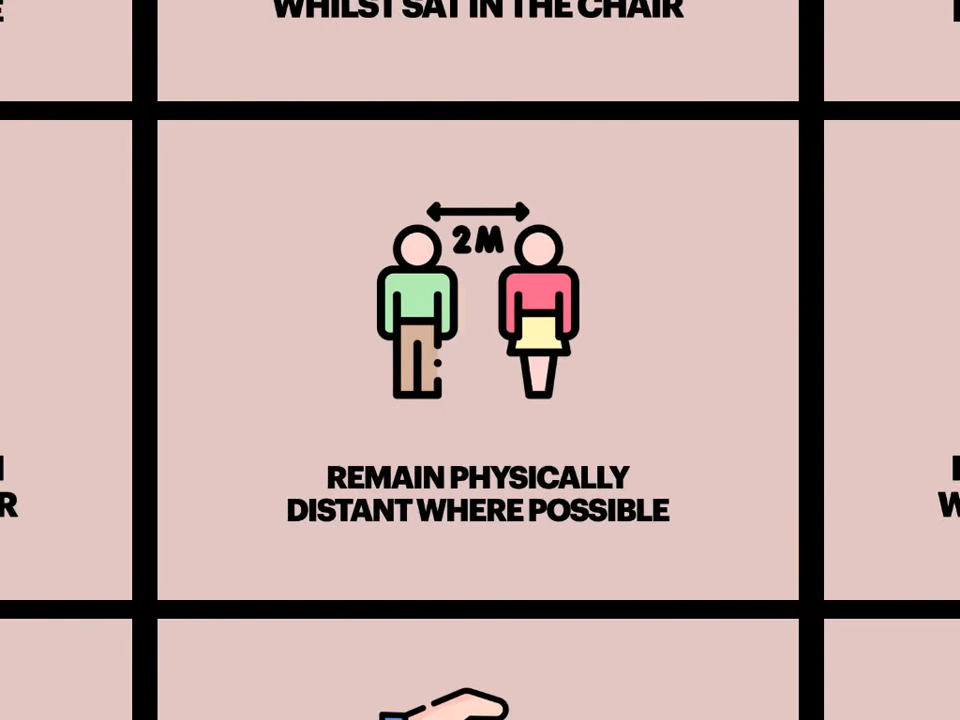 WHILST SAT IN THE CHAIR
2M
REMAIN PHYSICALLY
DISTANT WHERE POSSIBLE